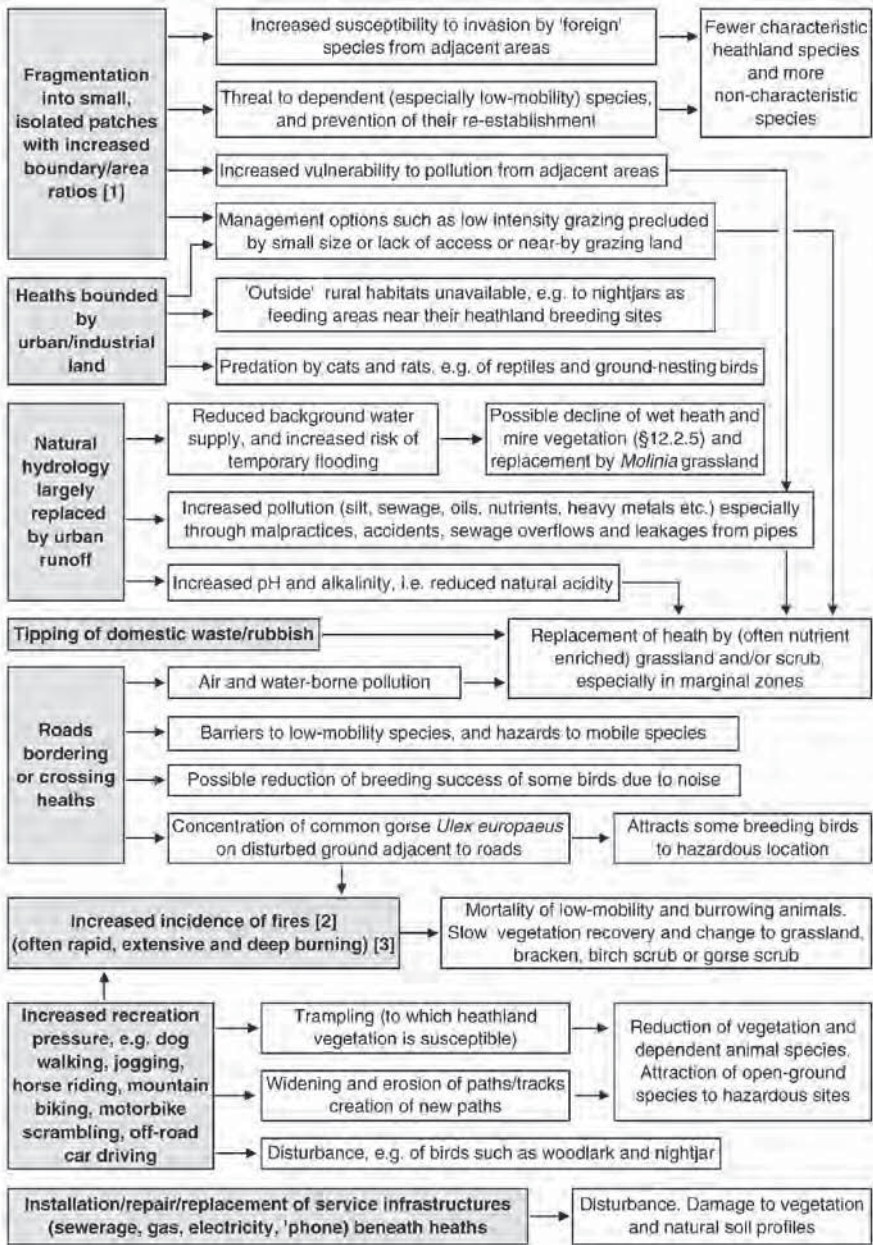 Fragmentation
into small,
isolated patches
with increased
boundary/area
ratios [1]
Increased susceptibility to invasion by 'foreign'
species from adjacent areas
Fewer characteristic
heathland species
and more
non-characteristic
species
Threat to dependent (especially low-mobility) species,
and prevention of their re-establishment
Increased vulnerability to pollution from adjacent areas
Management options such as low intensity grazing precluded
by small size or lack of access or near-by grazing land
Heaths bounded
by
urban/industrial
land
'Outside' rural habitats unavailable, e.g. to nightjars as
feeding areas near their heathland breeding sites
Predation by cats and rats, e.g. of reptiles and ground-nesting birds
Natural
hydrology
largely
replaced
by urban
runoff
Reduced background water
supply, and increased risk of
temporary flooding
Possible decline of wet heath and
mire vegetation (§12.2.5) and
replacement by Molinia grassland
Increased pollution (silt, sewage, oils, nutrients, heavy metals etc.) especially
through malpractices, accidents, sewage overflows and leakages from pipes
Increased pH and alkalinity, i.e. reduced natural acidity
Tipping of domestic waste/rubbish
Replacement of heath by (often nutrient
enriched) grassland and/or scrub,
especially in marginal zones
Roads
bordering
or crossing
heaths
Air and water-borne pollution
Barriers to low-mobility species, and hazards to mobile species
Possible reduction of breeding success of some birds due to noise
Concentration of common gorse Ulex europaeus
on disturbed ground adjacent to roads
Attracts some breeding birds
to hazardous location
Increased incidence of fires [2]
(often rapid, extensive and deep burning) [3]
Mortality of low-mobility and burrowing animals.
Slow vegetation recovery and change to grassland,
bracken, birch scrub or gorse scrub
Increased recreation
pressure, e.g. dog
walking, jogging,
horse riding, mountain
biking, motorbike
scrambling, off-road
car driving
Trampling (to which heathland
vegetation is susceptible)
Widening and erosion of paths/tracks
creation of new paths
Reduction of vegetation and
dependent animal species.
Attraction of open-ground
species to hazardous sites
Disturbance, e.g. of birds such as woodlark and nightjar
Installation/repair/replacement of service infrastructures
(sewerage, gas, electricity, 'phone) beneath heaths
Disturbance. Damage to vegetation
and natural soil profiles